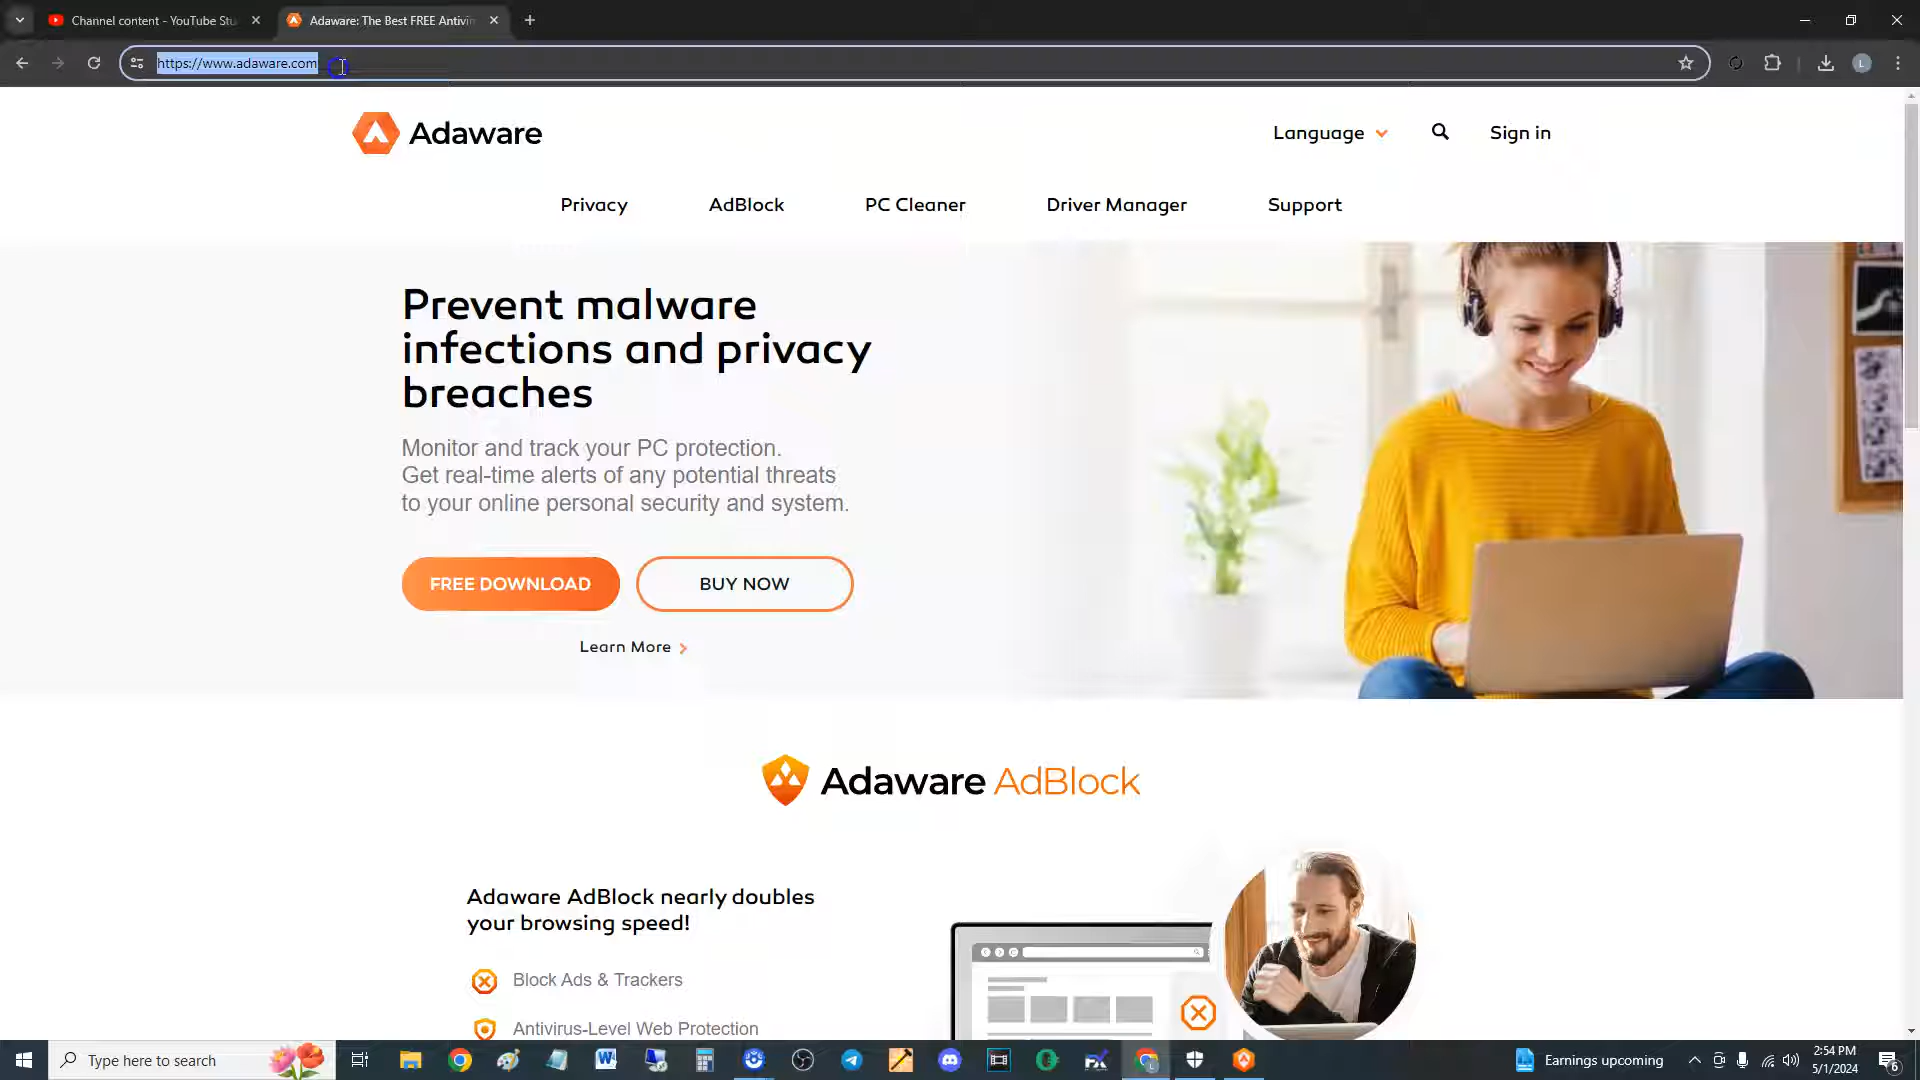 Channel content - YouTube Stu
Adaware: The Best FREE Antivir
https://www.adaware.com
L
Adaware
Language
Sign in
Privacy
AdBlock
PC Cleaner
Driver Manager
Support
Prevent malware
infections and privacy
breaches
Monitor and track your PC protection.
Get real-time alerts of any potential threats
to your online personal security and system.
FREE DOWNLOAD
BUY NOW
Learn More
Adaware AdBlock
Adaware AdBlock nearly doubles
your browsing speed!
Block Ads & Trackers
Antivirus-Level Web Protection
Type here to search
Earnings upcoming
2:54 PM
5/1/2024
6